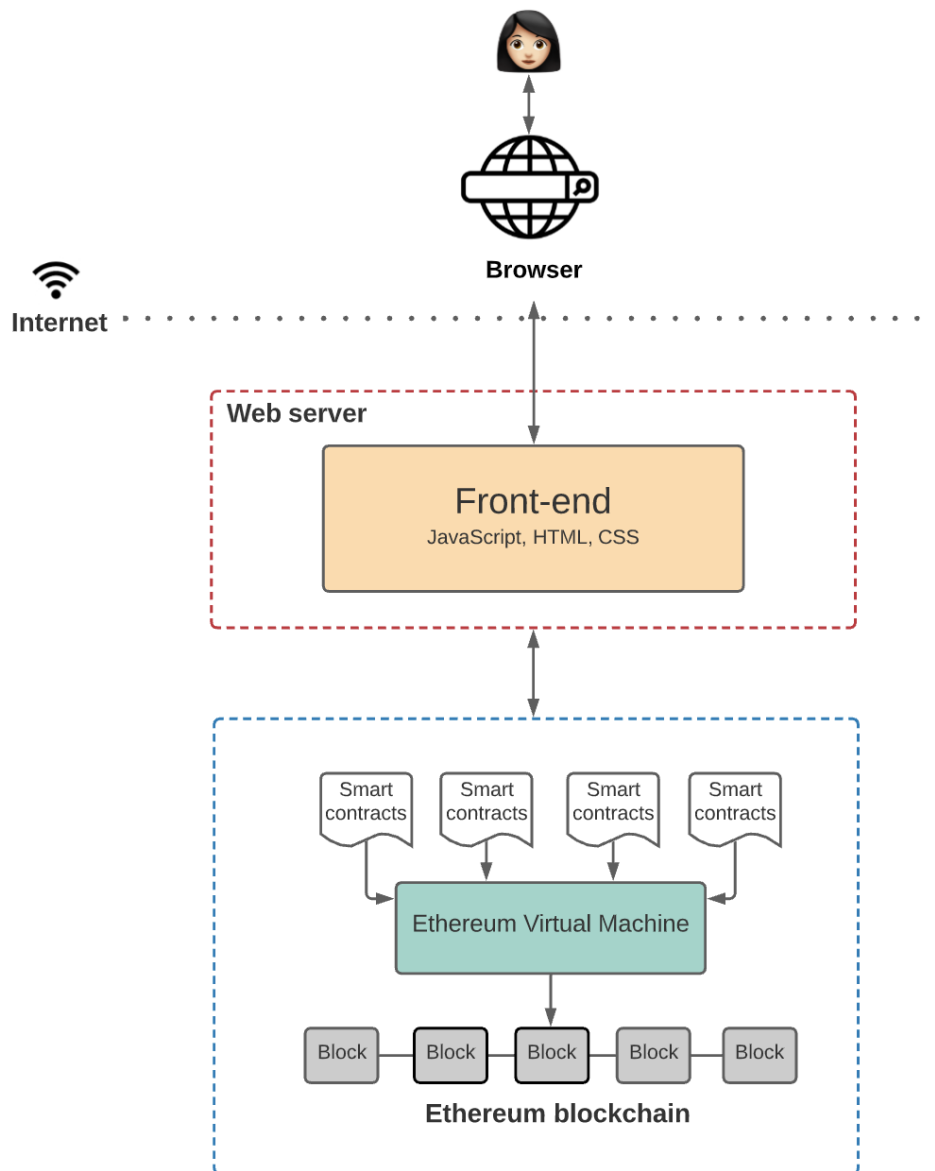 Browser
Internet
Web server
Front-end
JavaScript, HTML, CSS
Smart
contracts
Smart
contracts
Smart
contracts
Smart
contracts
Ethereum Virtual Machine
Block
Block
Block
Block
Block
Ethereum blockchain